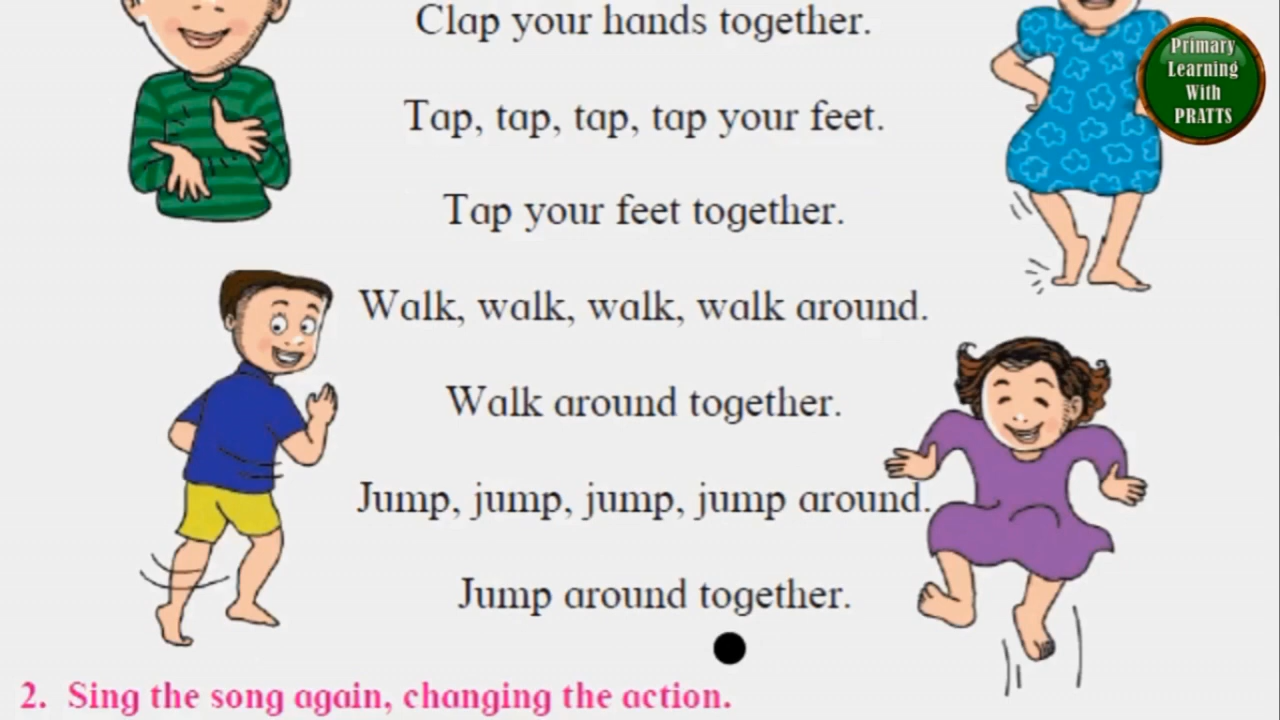 Clap your hands together.
Tap, tap, tap, tap your feet.
Tap your feet together.
Walk, walk, walk, walk around.
Walk around together.
Jump, jump, jump, jump around.
Jump around together.
2. Sing the song again, changing the action.
Primary
Learning
With
PRATTS